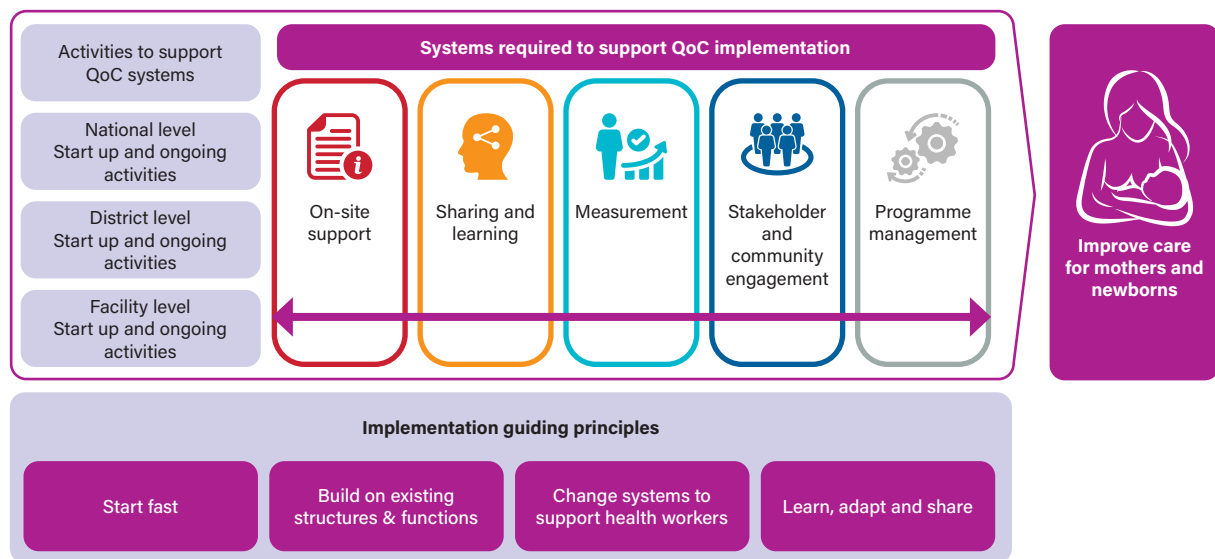 Activities to support
QoC systems
National level
Start up and ongoing
activities
District level
Start up and ongoing
activities
Facility level
Start up and ongoing
activities
Systems required to support QoC implementation
i
On-site
support
Sharing and
learning
Measurement
Stakeholder
and
community
engagement
Programme
management
Improve care
for mothers and
newborns
Implementation guiding principles
Start fast
Build on existing
structures & functions
Change systems to
support health workers
Learn, adapt and share